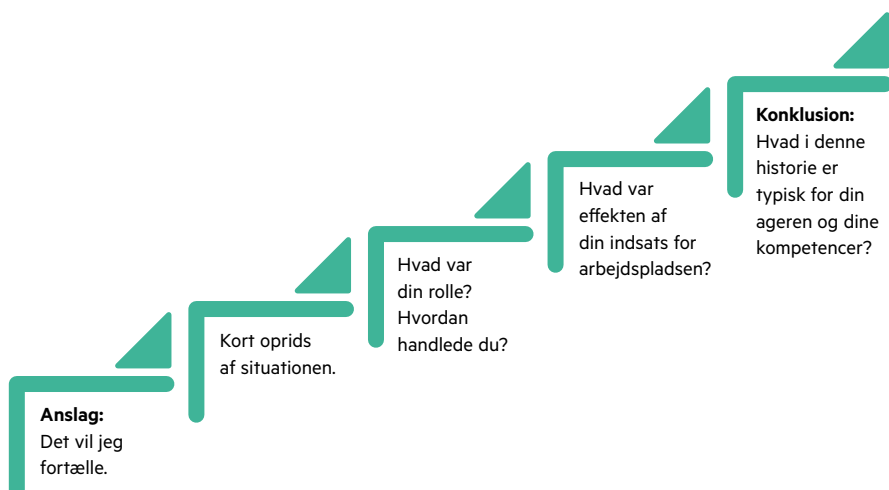 Anslag:
Det vil jeg
fortælle.
Kort oprids
af situationen.
Hvad var
din rolle?
Hvordan
handlede du?
Hvad var
effekten af
din indsats for
arbejdspladsen?
Konklusion:
Hvad i denne
historie er
typisk for din
ageren og dine
kompetencer?